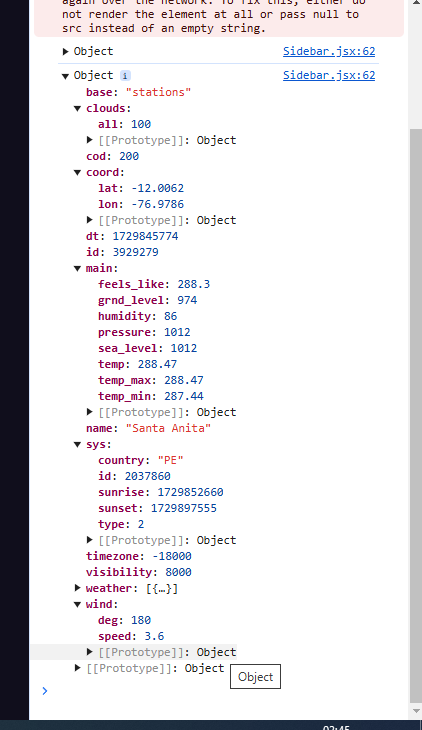 again over the network. To fix this, either do
not render the element at all or pass null to
src instead of an empty string.
Object Sidebar.jsx:62
Object i Sidebar.jsx:62
base: "stations"
clouds:
all: 100
[[Prototype]]: Object
cod: 200
coord:
lat: -12.0062
lon: -76.9786
[[Prototype]]: Object
dt: 1729845774
id: 3929279
main:
feels_like: 288.3
grnd_level: 974
humidity: 86
pressure: 1012
sea_level: 1012
temp: 288.47
temp_max: 288.47
temp_min: 287.44
[[Prototype]]: Object
name: "Santa Anita"
sys:
country: "PE"
id: 2037860
sunrise: 1729852660
sunset: 1729897555
type: 2
[[Prototype]]: Object
timezone: -18000
visibility: 8000
weather: [{…}]
wind:
deg: 180
speed: 3.6
[[Prototype]]: Object
[[Prototype]]: Object
Object